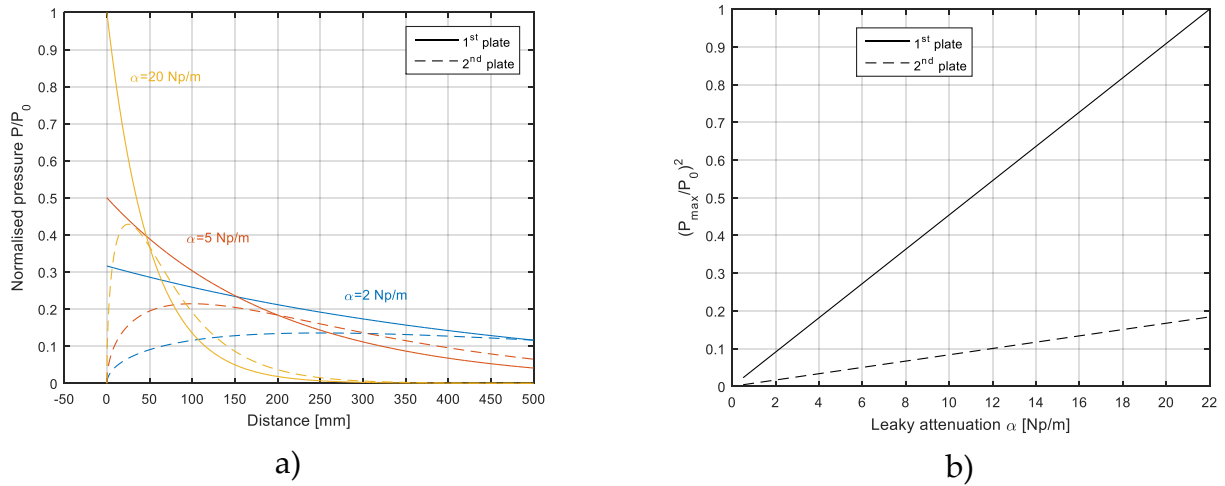 1
0.9
0.8
0.7
0.6
0.5
0.4
0.3
0.2
0.1
0
-50 0 50 100 150 200 250 300 350 400 450 500
Normalised pressure P/P0
Distance [mm]
1st plate
2nd plate
α=20 Np/m
α=5 Np/m
α=2 Np/m
a)
1
0.9
0.8
0.7
0.6
0.5
0.4
0.3
0.2
0.1
0
0 2 4 6 8 10 12 14 16 18 20 22
(Pmax/P0)2
Leaky attenuation α [Np/m]
1st plate
2nd plate
b)